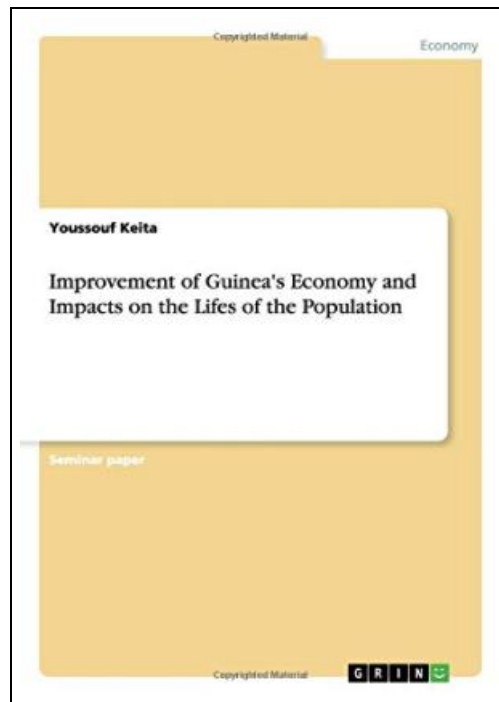 Copyrighted Material
Economy
Youssouf Keita
Improvement of Guinea's Economy and
Impacts on the Lifes of the Population
Seminar paper
Copyrighted Material
GRIN